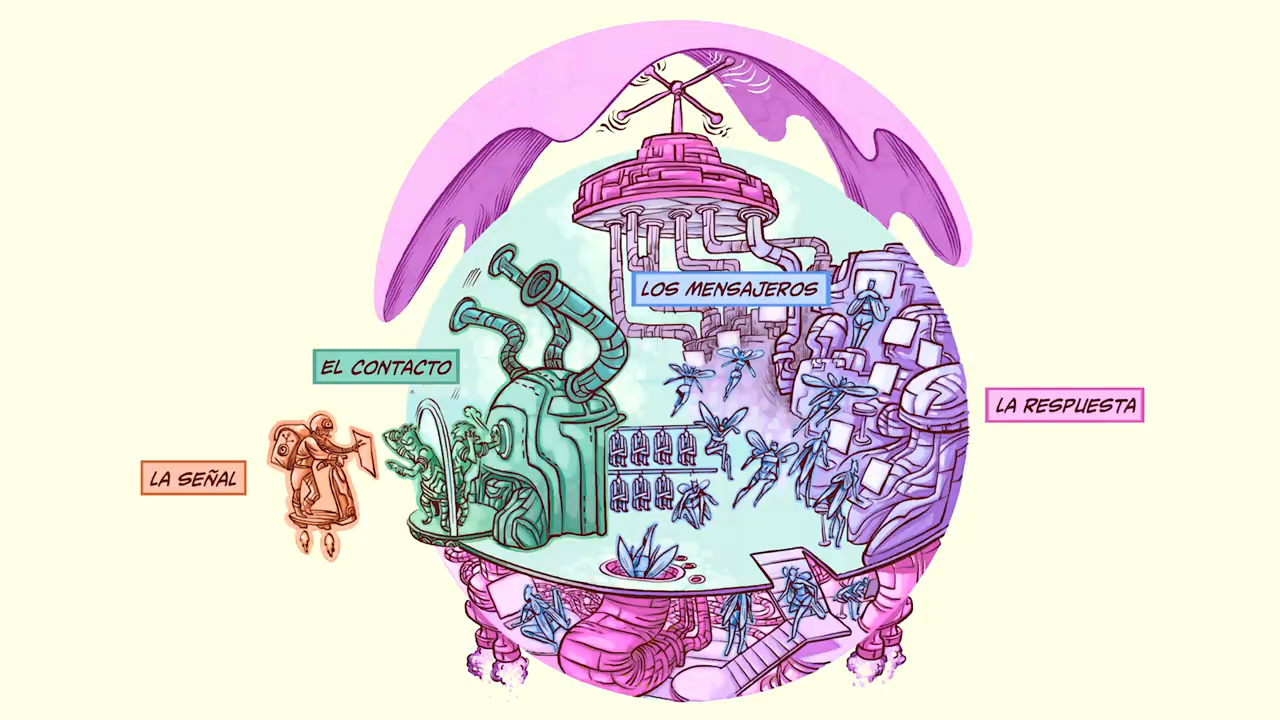 LOS MENSAJEROS
EL CONTACTO
LA RESPUESTA
LA SEÑAL